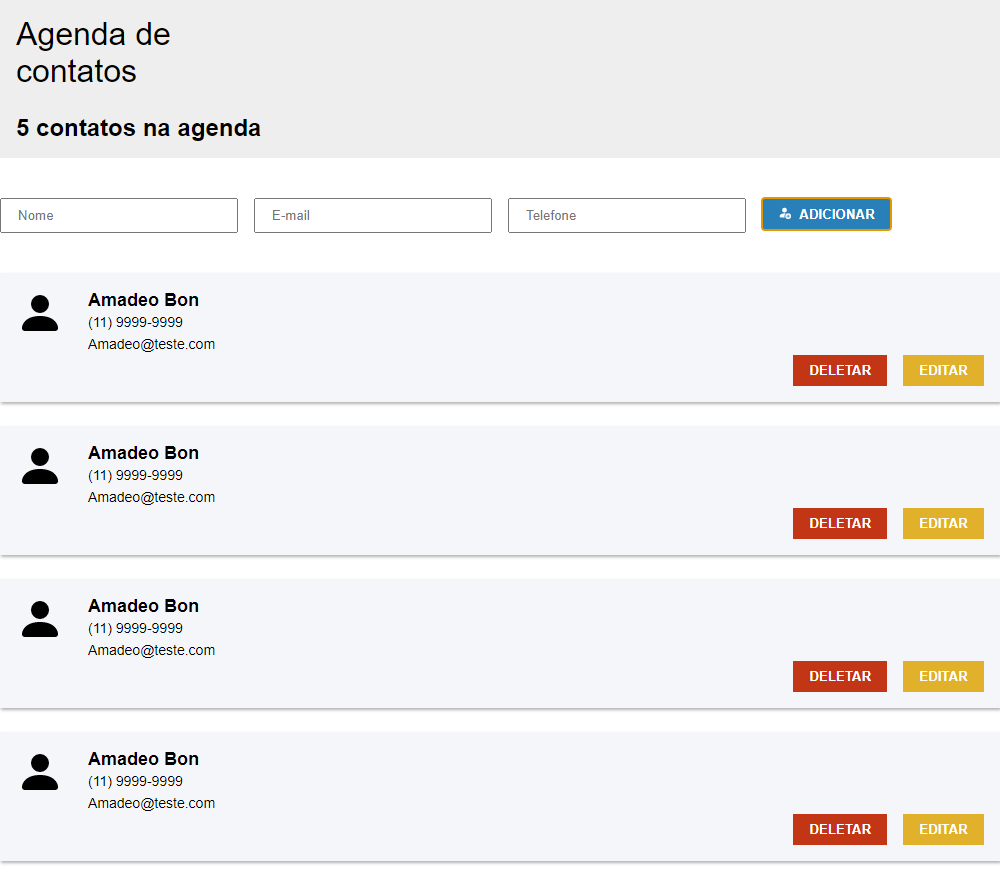 Agenda de
contatos
5 contatos na agenda
Nome E-mail Telefone ADICIONAR
Amadeo Bon
(11) 9999-9999
Amadeo@teste.com
DELETAR EDITAR
Amadeo Bon
(11) 9999-9999
Amadeo@teste.com
DELETAR EDITAR
Amadeo Bon
(11) 9999-9999
Amadeo@teste.com
DELETAR EDITAR
Amadeo Bon
(11) 9999-9999
Amadeo@teste.com
DELETAR EDITAR